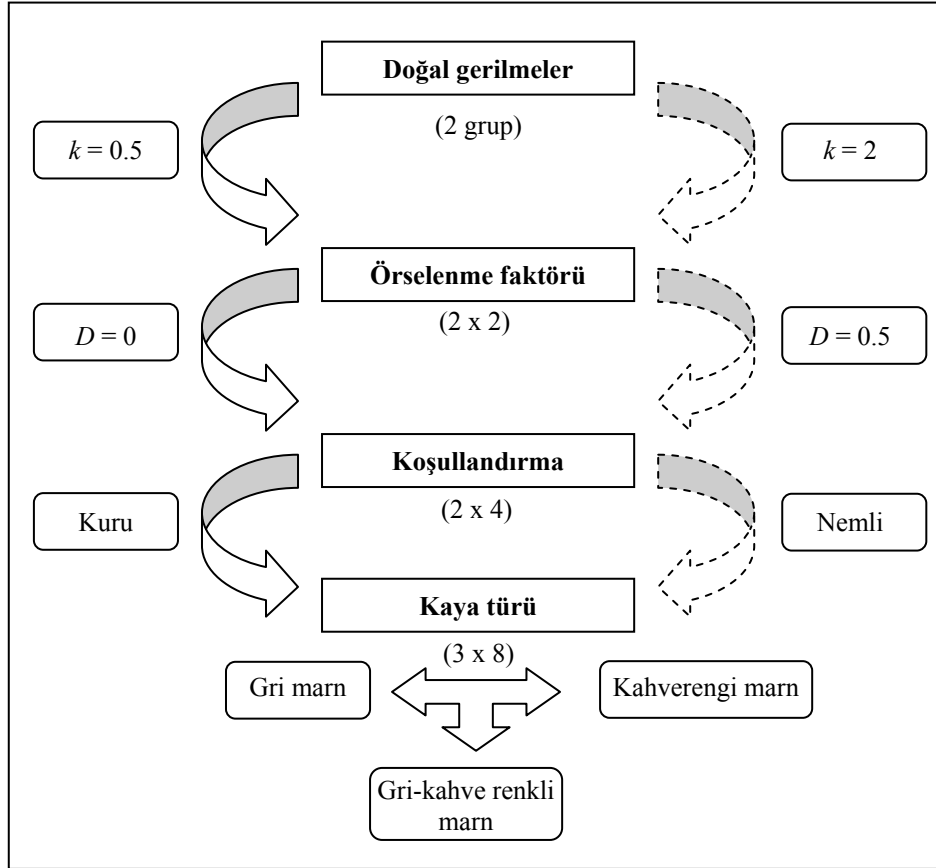 Doğal gerilmeler
(2 grup)
k = 0.5
k = 2
Örselenme faktörü
(2 x 2)
D = 0
D = 0.5
Koşullandırma
(2 x 4)
Kuru
Nemli
Kaya türü
(3 x 8)
Gri marn
Kahverengi marn
Gri-kahve renkli
marn